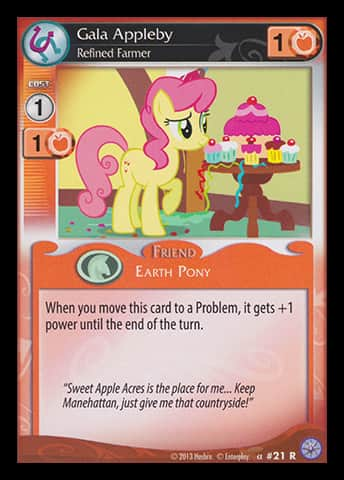 Gala Appleby
Refined Farmer
1
COST
1
1
FRIEND
EARTH PONY
When you move this card to a Problem, it gets +1
power until the end of the turn.
“Sweet Apple Acres is the place for me... Keep
Manehattan, just give me that countryside!”
© 2013 Hasbro. © Enterplay. α #21 R